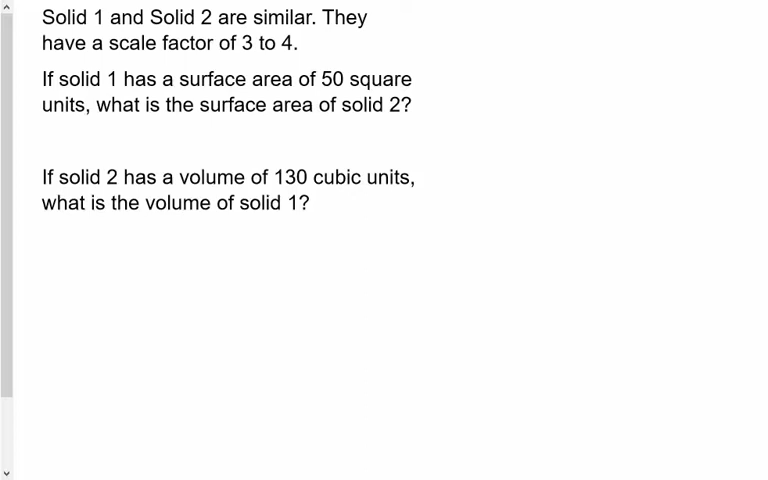 Solid 1 and Solid 2 are similar. They
have a scale factor of 3 to 4.
If solid 1 has a surface area of 50 square
units, what is the surface area of solid 2?
If solid 2 has a volume of 130 cubic units,
what is the volume of solid 1?